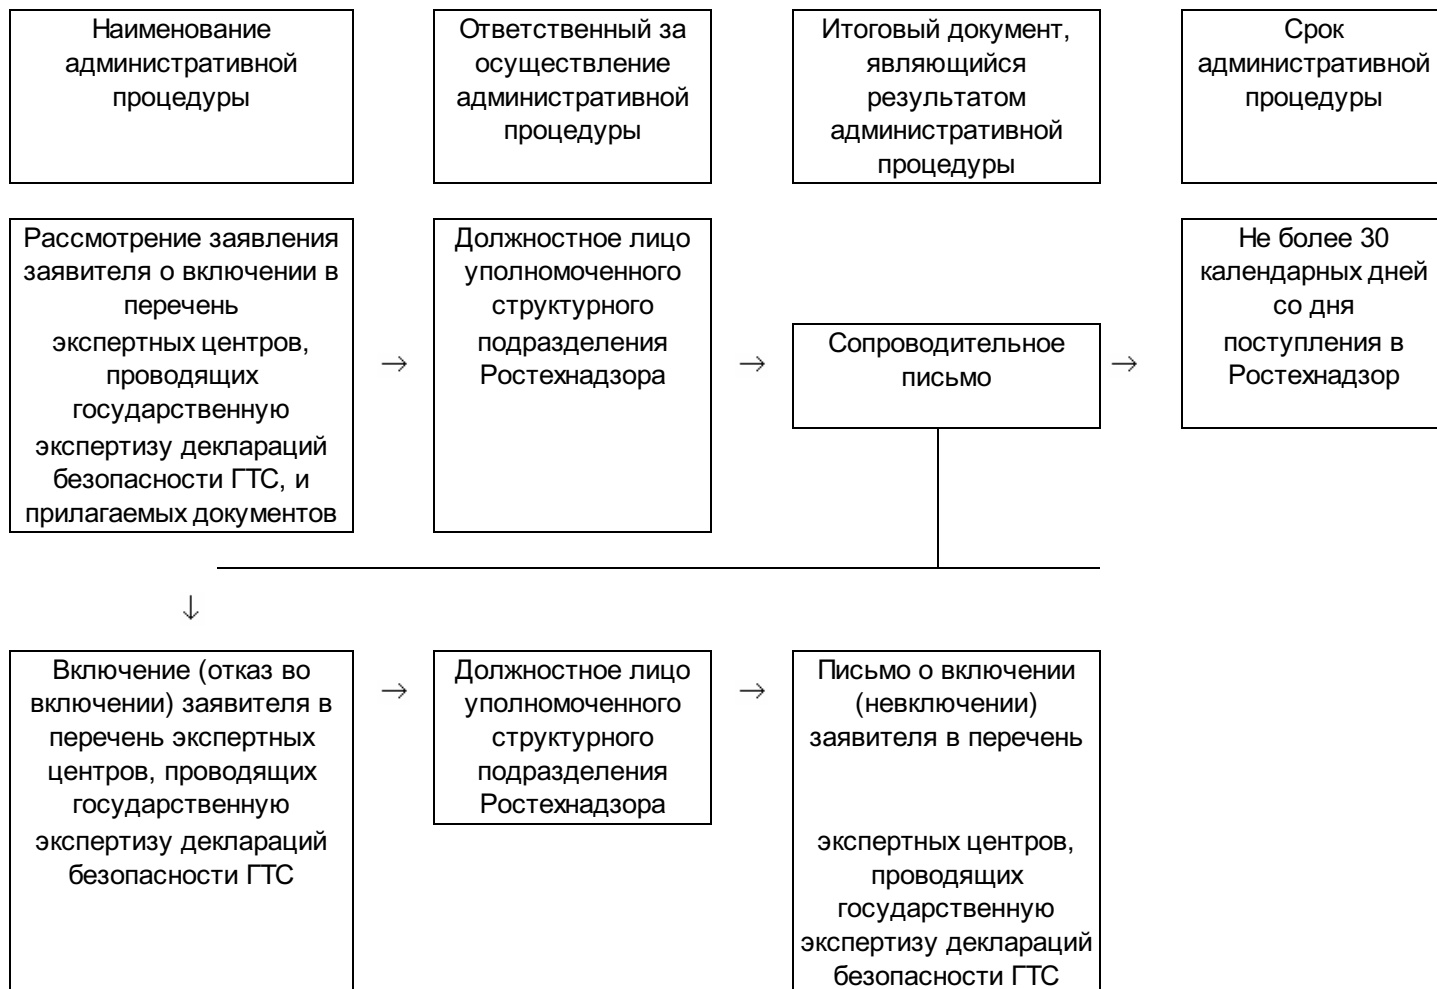 Наименование
административной
процедуры
Ответственный за
осуществление
административной
процедуры
Итоговый документ,
являющийся
результатом
административной
процедуры
Срок
административной
процедуры
Рассмотрение заявления
заявителя о включении в
перечень
экспертных центров,
проводящих
государственную
экспертизу деклараций
безопасности ГТС, и
прилагаемых документов
→
Должностное лицо
уполномоченного
структурного
подразделения
Ростехнадзора
→
Сопроводительное
письмо
→
Не более 30
календарных дней
со дня
поступления в
Ростехнадзор
↓
Включение (отказ во
включении) заявителя в
перечень экспертных
центров, проводящих
государственную
экспертизу деклараций
безопасности ГТС
→
Должностное лицо
уполномоченного
структурного
подразделения
Ростехнадзора
→
Письмо о включении
(невключении)
заявителя в перечень
экспертных центров,
проводящих
государственную
экспертизу деклараций
безопасности ГТС